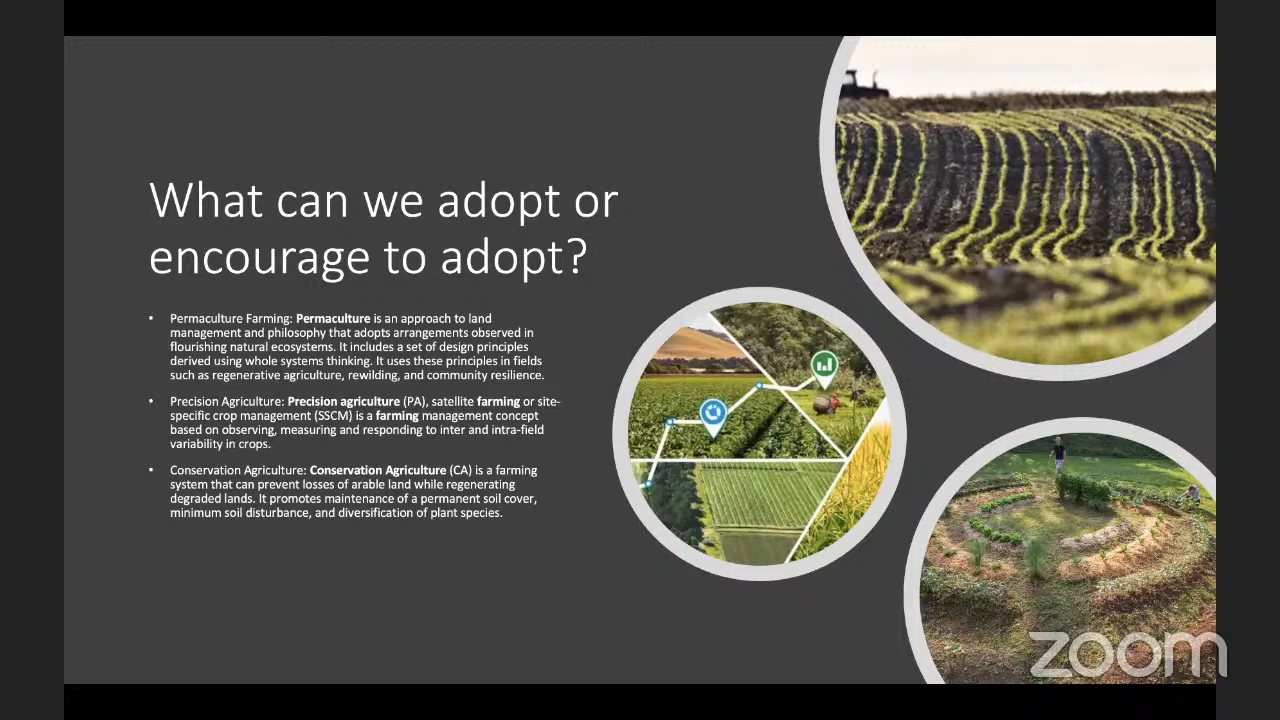 What can we adopt or
encourage to adopt?
• Permaculture Farming: Permaculture is an approach to land
management and philosophy that adopts arrangements observed in
flourishing natural ecosystems. It includes a set of design principles
derived using whole systems thinking. It uses these principles in fields
such as regenerative agriculture, rewilding, and community resilience.
• Precision Agriculture: Precision agriculture (PA), satellite farming or site-
specific crop management (SSCM) is a farming management concept
based on observing, measuring and responding to inter and intra-field
variability in crops.
• Conservation Agriculture: Conservation Agriculture (CA) is a farming
system that can prevent losses of arable land while regenerating
degraded lands. It promotes maintenance of a permanent soil cover,
minimum soil disturbance, and diversification of plant species.
zoom